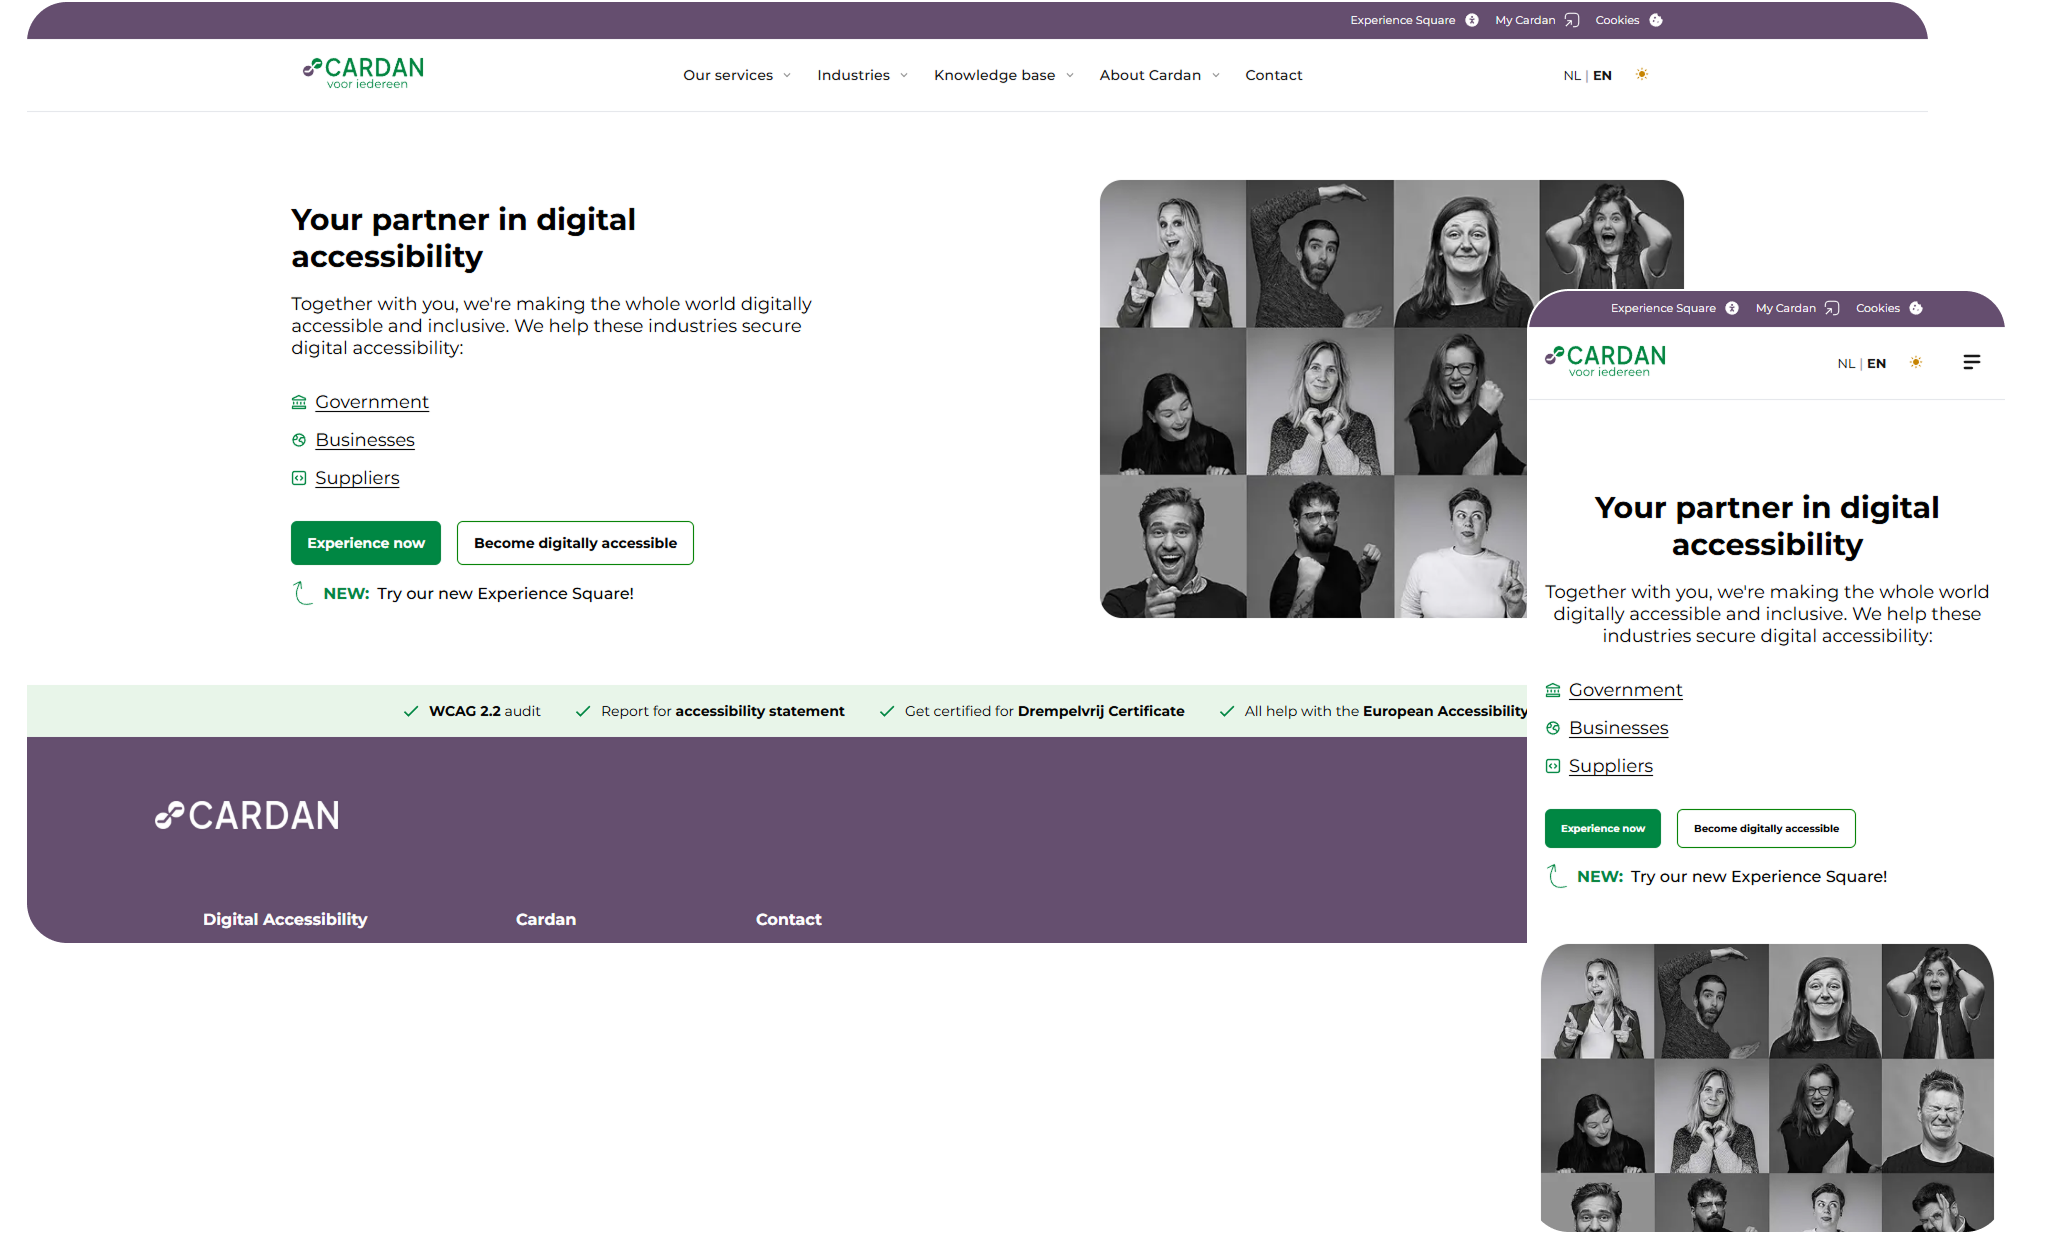 Experience Square My Cardan Cookies
CARDAN
voor iedereen
Our services Industries Knowledge base About Cardan Contact
NL | EN
Your partner in digital
accessibility
Together with you, we're making the whole world digitally
accessible and inclusive. We help these industries secure
digital accessibility:
Government
Businesses
Suppliers
Experience now Become digitally accessible
NEW: Try our new Experience Square!
WCAG 2.2 audit Report for accessibility statement Get certified for Drempelvrij Certificate All help with the European Accessibility
CARDAN
Digital Accessibility Cardan Contact
Experience Square My Cardan Cookies
CARDAN
voor iedereen
NL | EN
Your partner in digital
accessibility
Together with you, we're making the whole world
digitally accessible and inclusive. We help these
industries secure digital accessibility:
Government
Businesses
Suppliers
Experience now Become digitally accessible
NEW: Try our new Experience Square!